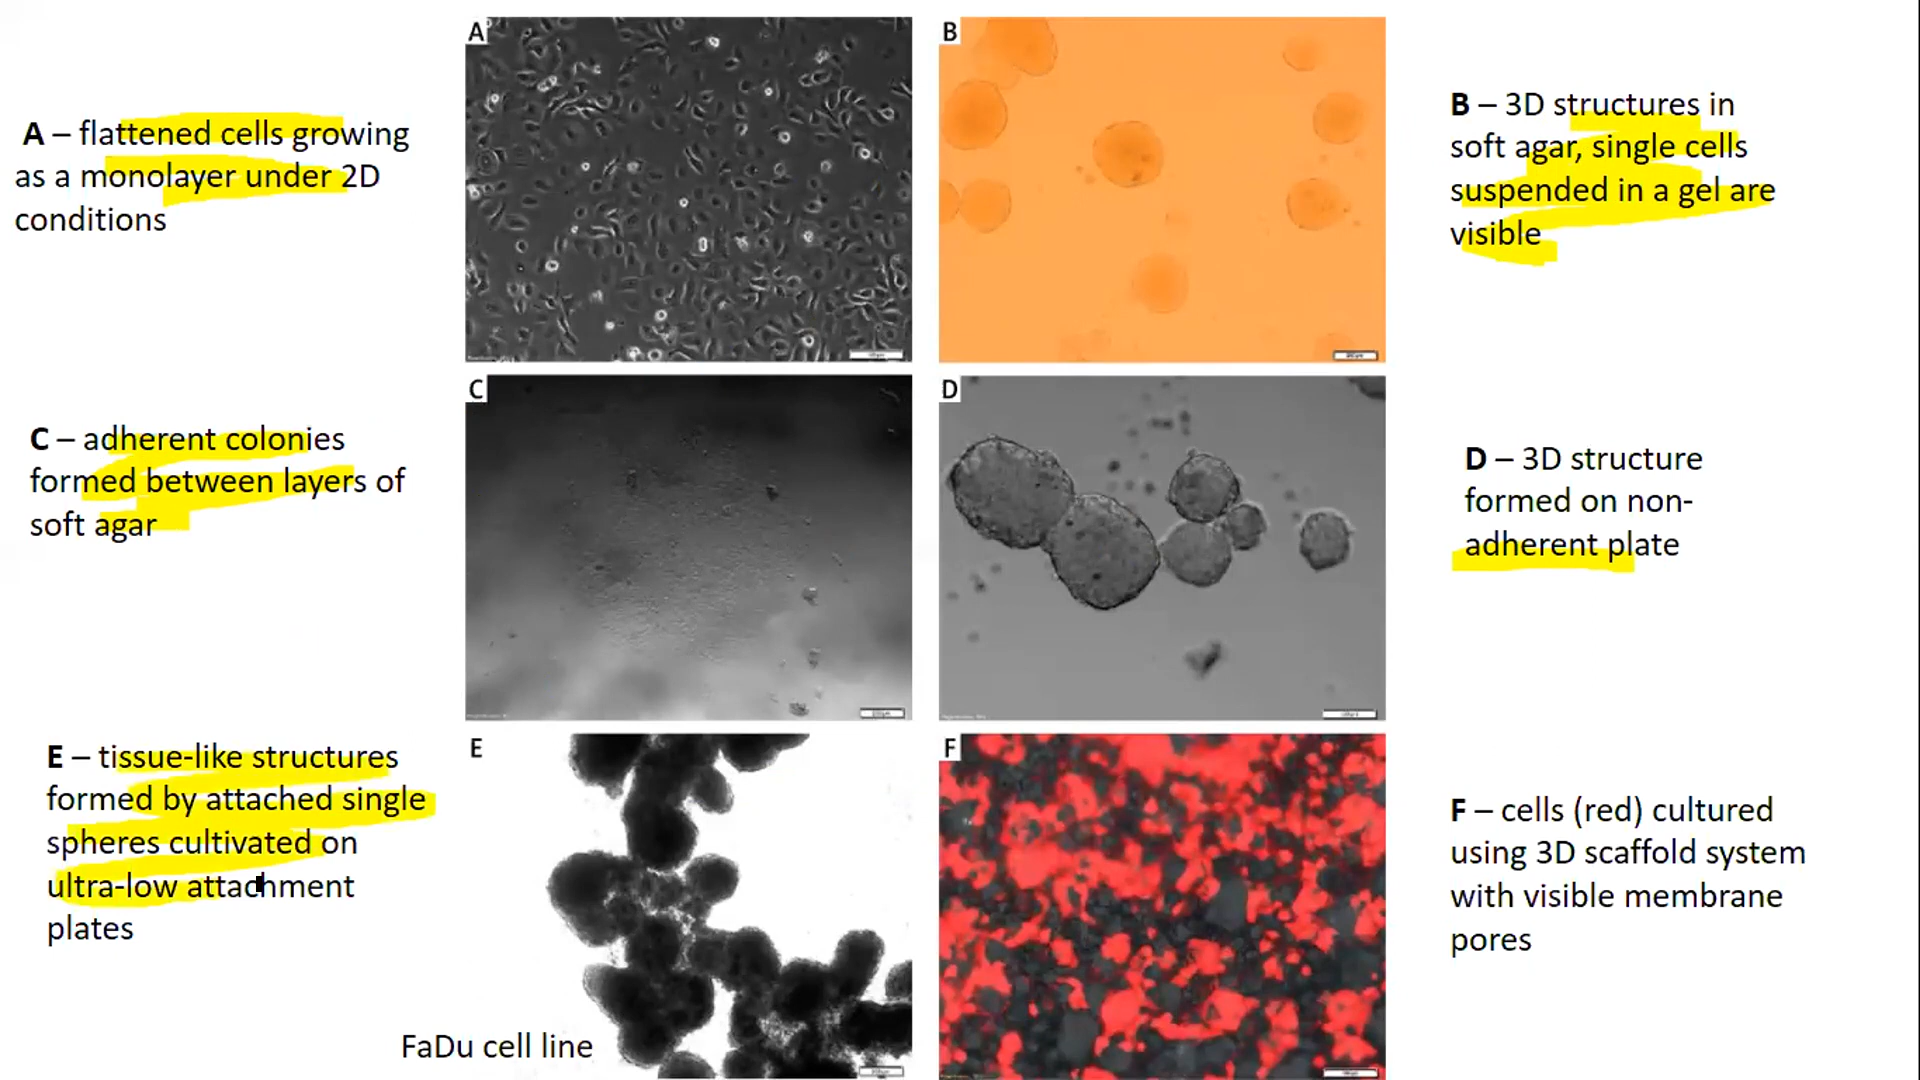 A
B
A – flattened cells growing
as a monolayer under 2D
conditions
B – 3D structures in
soft agar, single cells
suspended in a gel are
visible
C
D
C – adherent colonies
formed between layers of
soft agar
D – 3D structure
formed on non-
adherent plate
E
F
E – tissue-like structures
formed by attached single
spheres cultivated on
ultra-low attachment
plates
F – cells (red) cultured
using 3D scaffold system
with visible membrane
pores
FaDu cell line